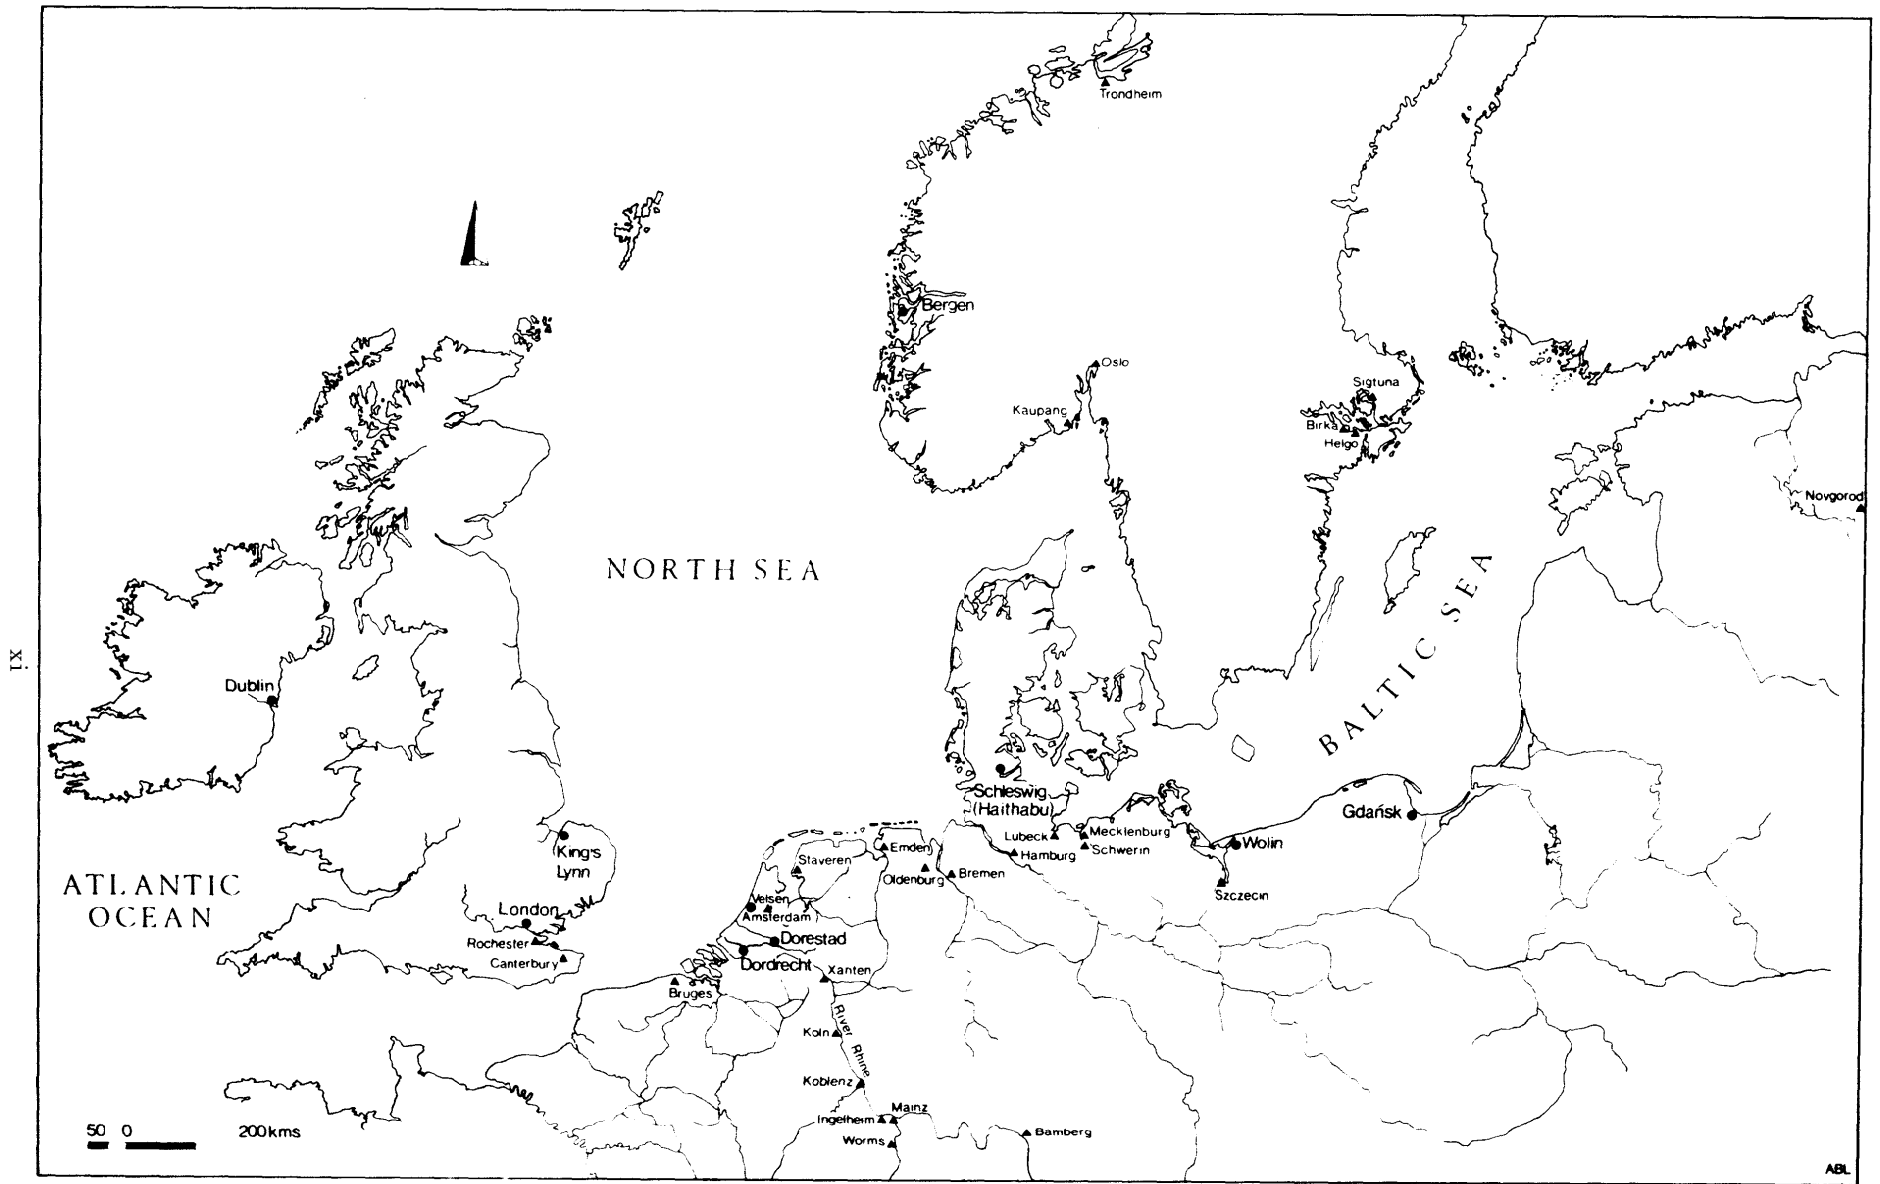 Trondheim
Bergen
Oslo
Kaupang
Sigtuna
Birka
Helgo
Novgorod
NORTH SEA
BALTIC SEA
xi
Dublin
Schleswig
(Haithabu)
Gdańsk
Lubeck
Mecklenburg
Schwerin
Hamburg
Wolin
Szczecin
King's
Lynn
Staveren
Emden
Oldenburg
Bremen
ATLANTIC
OCEAN
London
Velsen
Amsterdam
Rochester
Canterbury
Dorestad
Dordrecht
Xanten
Bruges
Koln
River Rhine
Koblenz
Mainz
Ingelheim
Worms
Bamberg
50 0 200kms
ABL